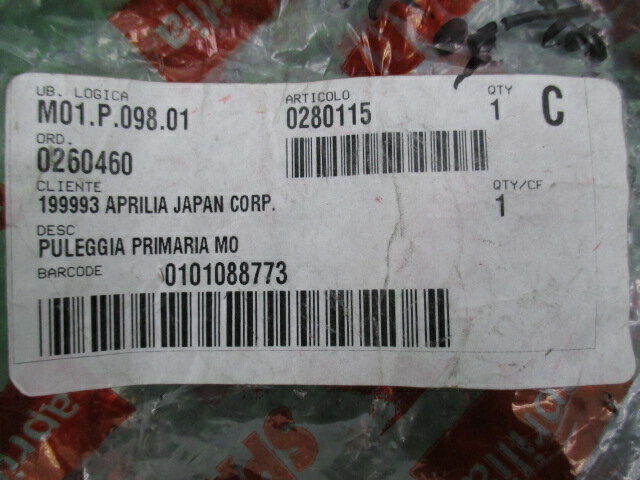 UB. LOGICA
M01.P.098.01
ARTICOLO
0280115
QTY
1
C
ORD.
0260460
CLIENTE
199993 APRILIA JAPAN CORP.
QTY/CF
1
DESC
PULEGGIA PRIMARIA MO
BARCODE
0101088773
aprilia